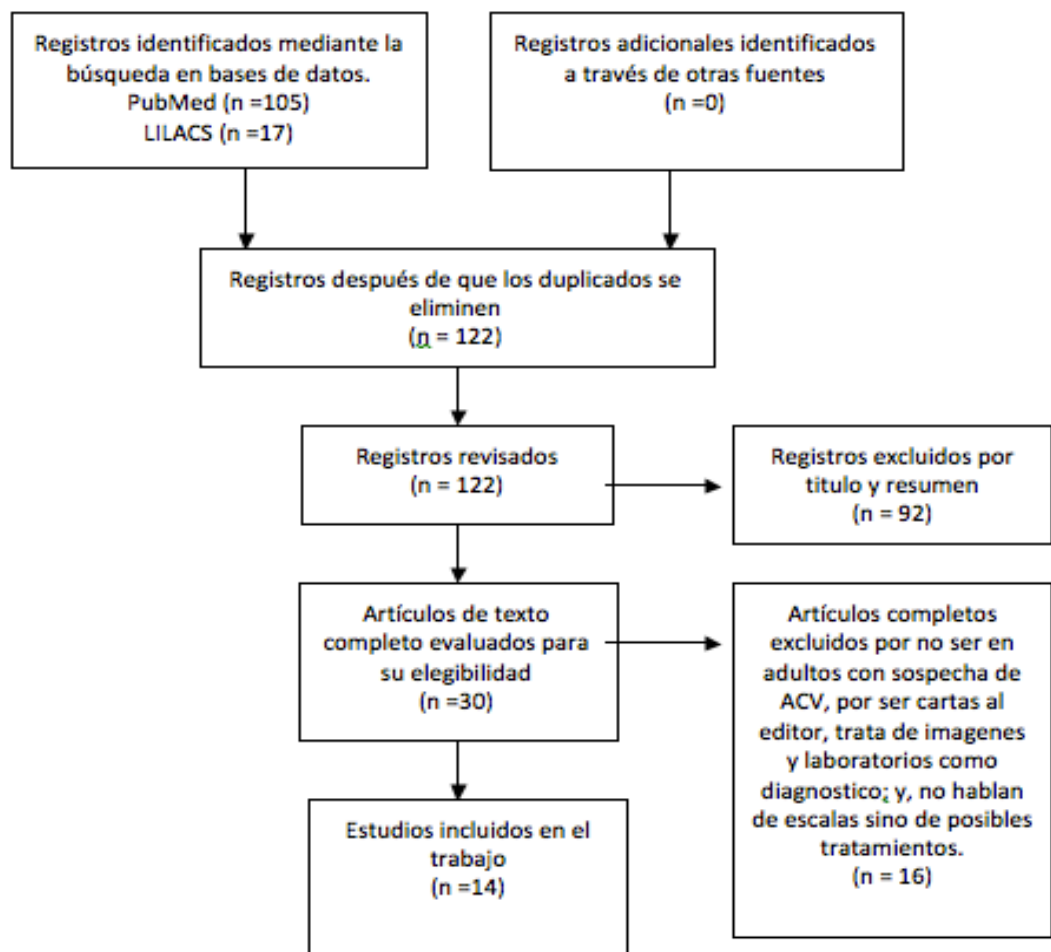 Registros identificados mediante la
búsqueda en bases de datos.
PubMed (n =105)
LILACS (n =17)
Registros adicionales identificados
a través de otras fuentes
(n =0)
Registros después de que los duplicados se
eliminen
(n = 122)
Registros revisados
(n = 122)
Registros excluidos por
titulo y resumen
(n = 92)
Artículos de texto
completo evaluados para
su elegibilidad
(n =30)
Artículos completos
excluidos por no ser en
adultos con sospecha de
ACV, por ser cartas al
editor, trata de imagenes
y laboratorios como
diagnostico; y, no hablan
de escalas sino de posibles
tratamientos.
(n = 16)
Estudios incluidos en el
trabajo
(n =14)